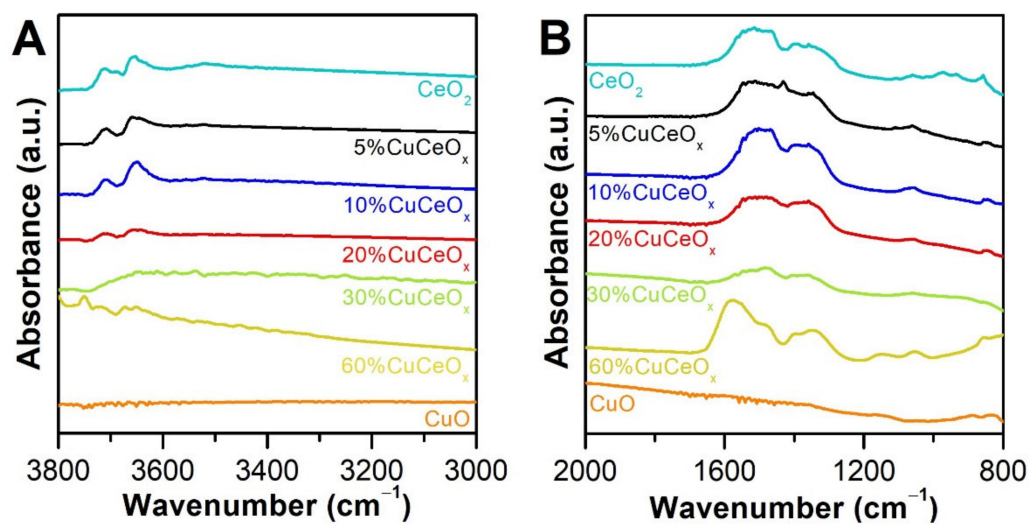 A
Absorbance (a.u.)
CeO₂
5%CuCeOₓ
10%CuCeOₓ
20%CuCeOₓ
30%CuCeOₓ
60%CuCeOₓ
CuO
3800 3600 3400 3200 3000
Wavenumber (cm⁻¹)
B
Absorbance (a.u.)
CeO₂
5%CuCeOₓ
10%CuCeOₓ
20%CuCeOₓ
30%CuCeOₓ
60%CuCeOₓ
CuO
2000 1600 1200 800
Wavenumber (cm⁻¹)